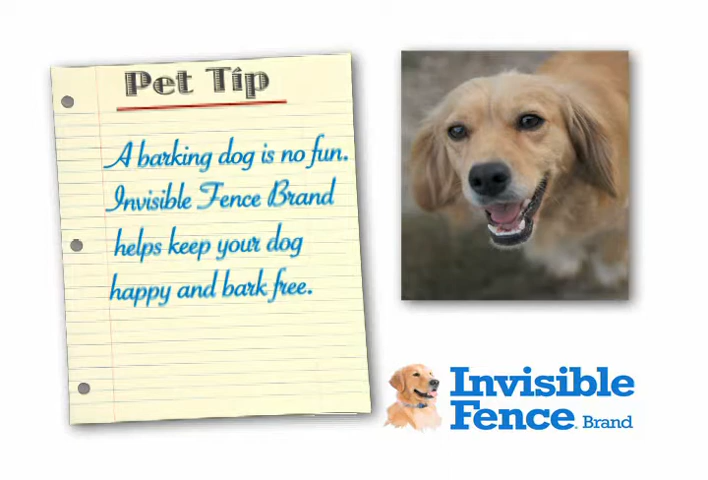 Pet Tip
A barking dog is no fun.
Invisible Fence Brand
helps keep your dog
happy and bark free.
Invisible
Fence® Brand